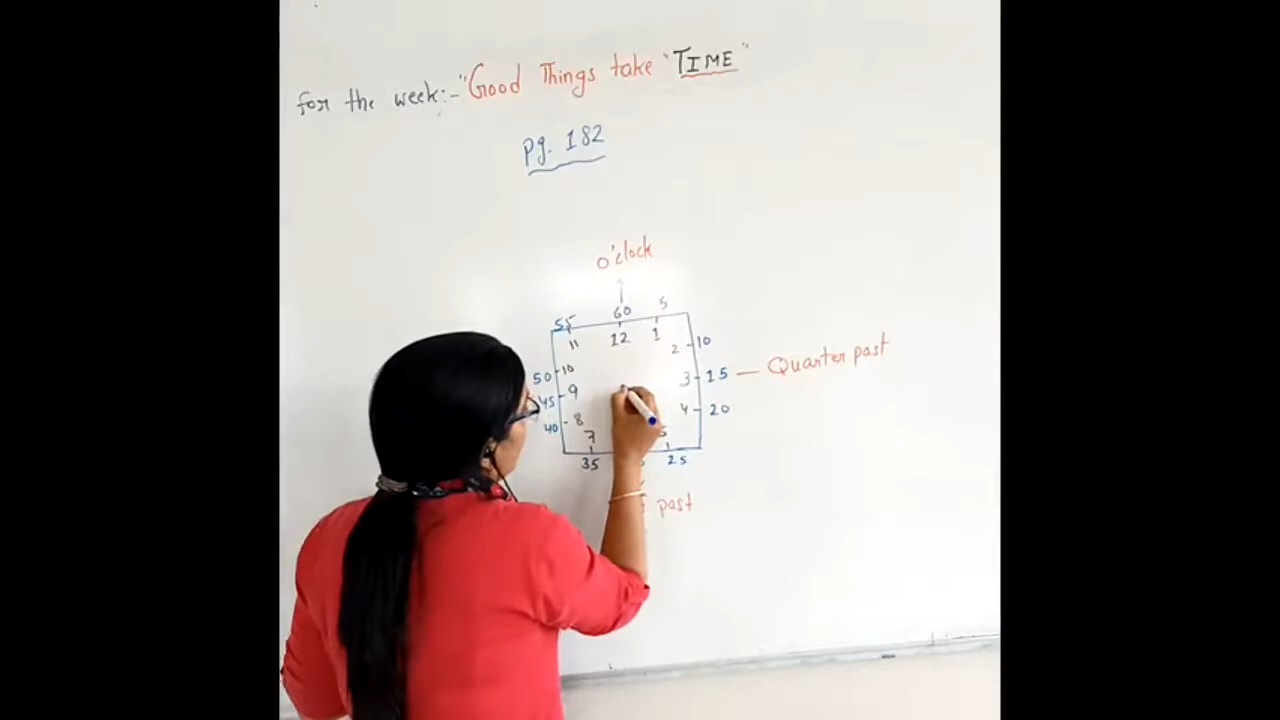 for the week:- "Good Things take "TIME"
Pg. 182
o'clock
55 60 5
11 12 1
50 10 2 10
45 9 3 15 — Quarter past
40 8 4 20
7
35 25
past